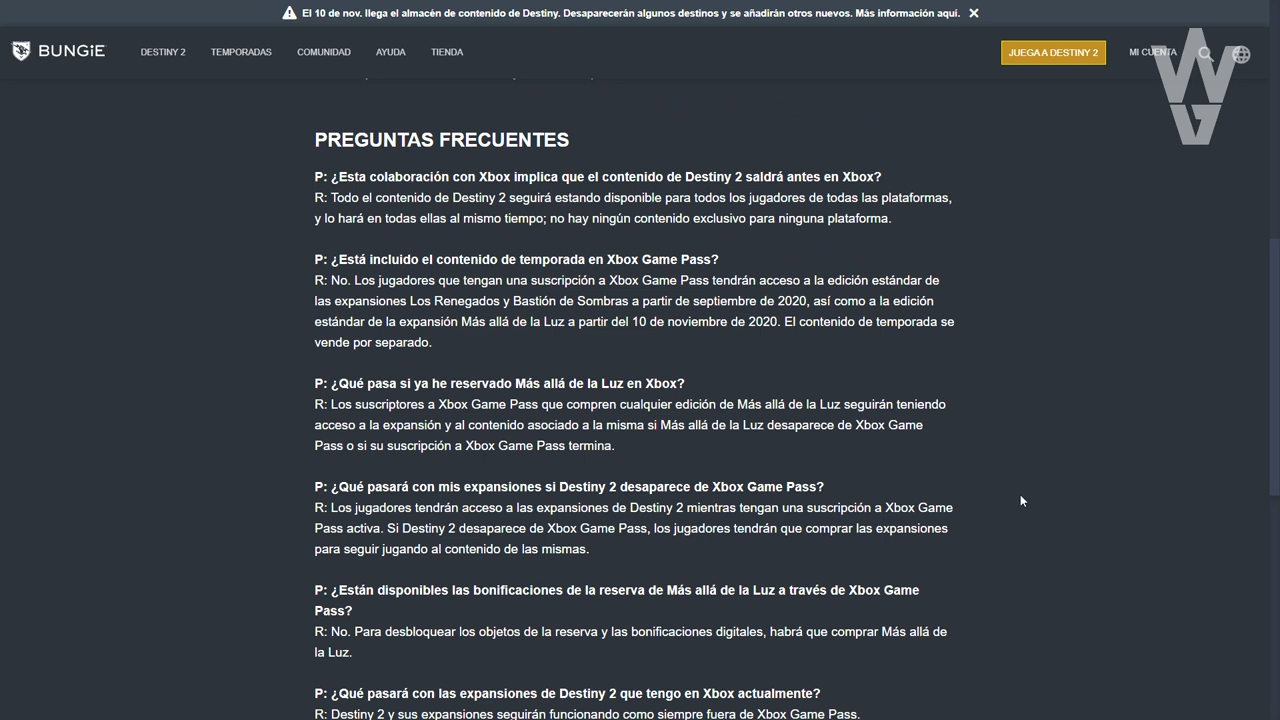 El 10 de nov. llega el almacén de contenido de Destiny. Desaparecerán algunos destinos y se añadirán otros nuevos. Más información aquí.
BUNGiE DESTINY 2 TEMPORADAS COMUNIDAD AYUDA TIENDA JUEGA A DESTINY 2 MI CUENTA
PREGUNTAS FRECUENTES
P: ¿Esta colaboración con Xbox implica que el contenido de Destiny 2 saldrá antes en Xbox?
R: Todo el contenido de Destiny 2 seguirá estando disponible para todos los jugadores de todas las plataformas,
y lo hará en todas ellas al mismo tiempo; no hay ningún contenido exclusivo para ninguna plataforma.
P: ¿Está incluido el contenido de temporada en Xbox Game Pass?
R: No. Los jugadores que tengan una suscripción a Xbox Game Pass tendrán acceso a la edición estándar de
las expansiones Los Renegados y Bastión de Sombras a partir de septiembre de 2020, así como a la edición
estándar de la expansión Más allá de la Luz a partir del 10 de noviembre de 2020. El contenido de temporada se
vende por separado.
P: ¿Qué pasa si ya he reservado Más allá de la Luz en Xbox?
R: Los suscriptores a Xbox Game Pass que compren cualquier edición de Más allá de la Luz seguirán teniendo
acceso a la expansión y al contenido asociado a la misma si Más allá de la Luz desaparece de Xbox Game
Pass o si su suscripción a Xbox Game Pass termina.
P: ¿Qué pasará con mis expansiones si Destiny 2 desaparece de Xbox Game Pass?
R: Los jugadores tendrán acceso a las expansiones de Destiny 2 mientras tengan una suscripción a Xbox Game
Pass activa. Si Destiny 2 desaparece de Xbox Game Pass, los jugadores tendrán que comprar las expansiones
para seguir jugando al contenido de las mismas.
P: ¿Están disponibles las bonificaciones de la reserva de Más allá de la Luz a través de Xbox Game
Pass?
R: No. Para desbloquear los objetos de la reserva y las bonificaciones digitales, habrá que comprar Más allá de
la Luz.
P: ¿Qué pasará con las expansiones de Destiny 2 que tengo en Xbox actualmente?
R: Destiny 2 y sus expansiones seguirán funcionando como siempre fuera de Xbox Game Pass.